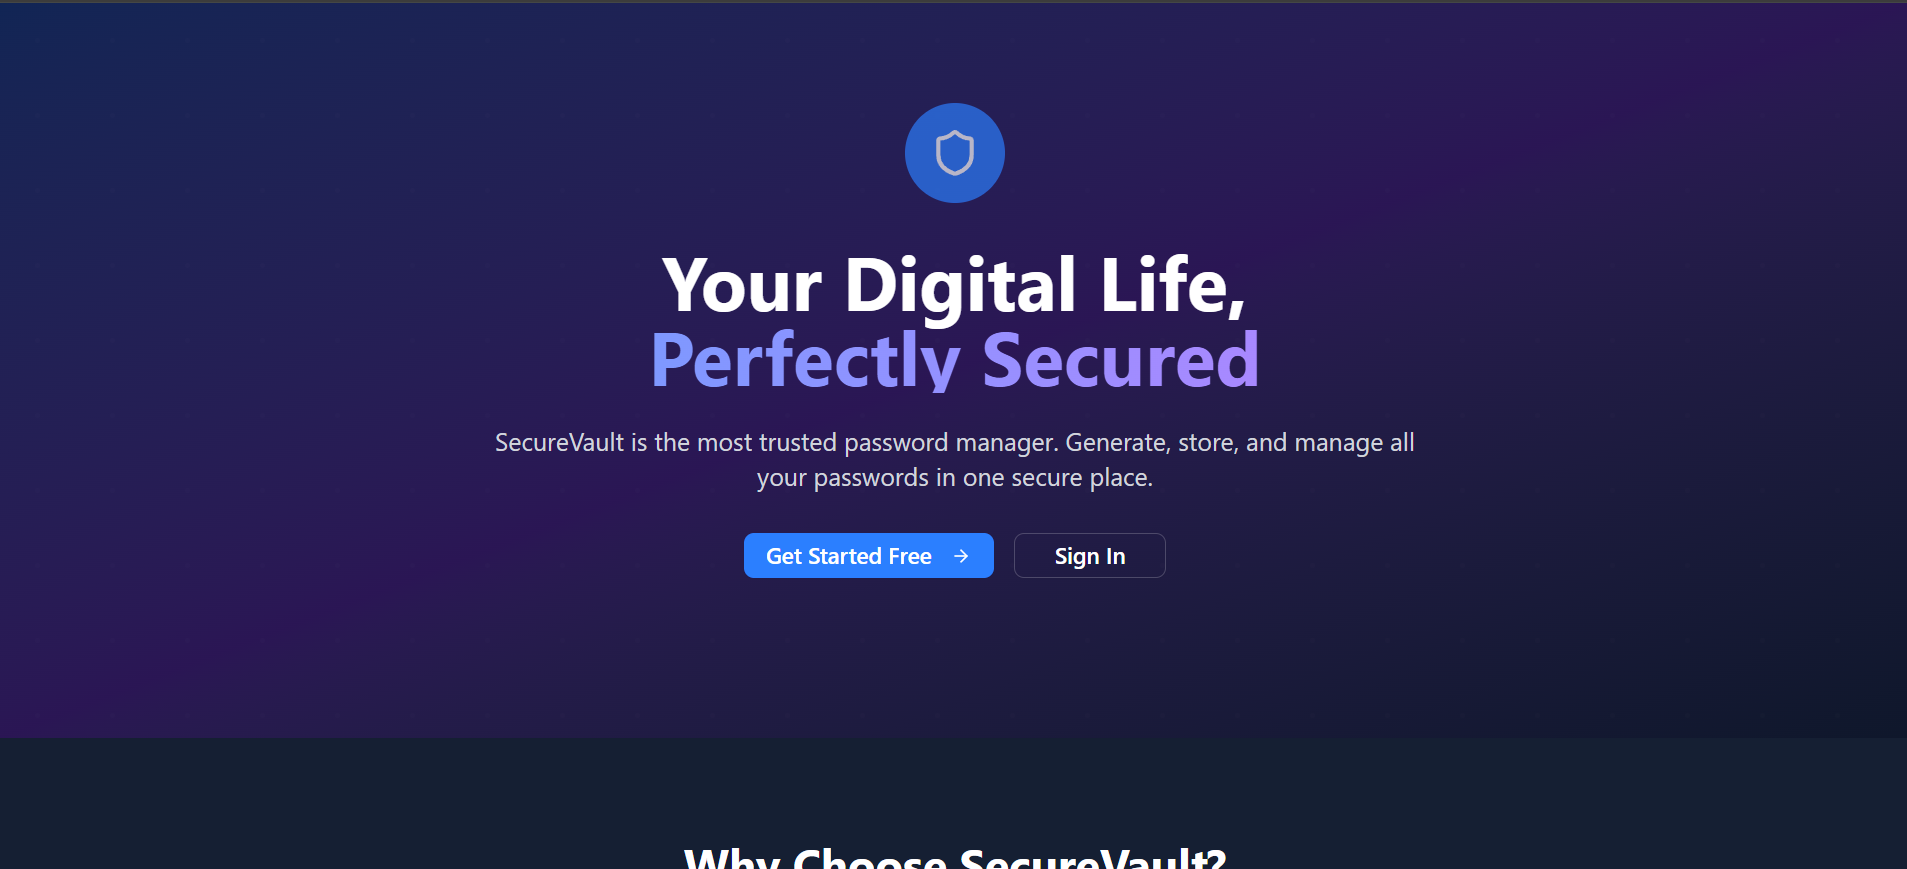 Your Digital Life,
Perfectly Secured
SecureVault is the most trusted password manager. Generate, store, and manage all
your passwords in one secure place.
Get Started Free
Sign In
Why Choose SecureVault?